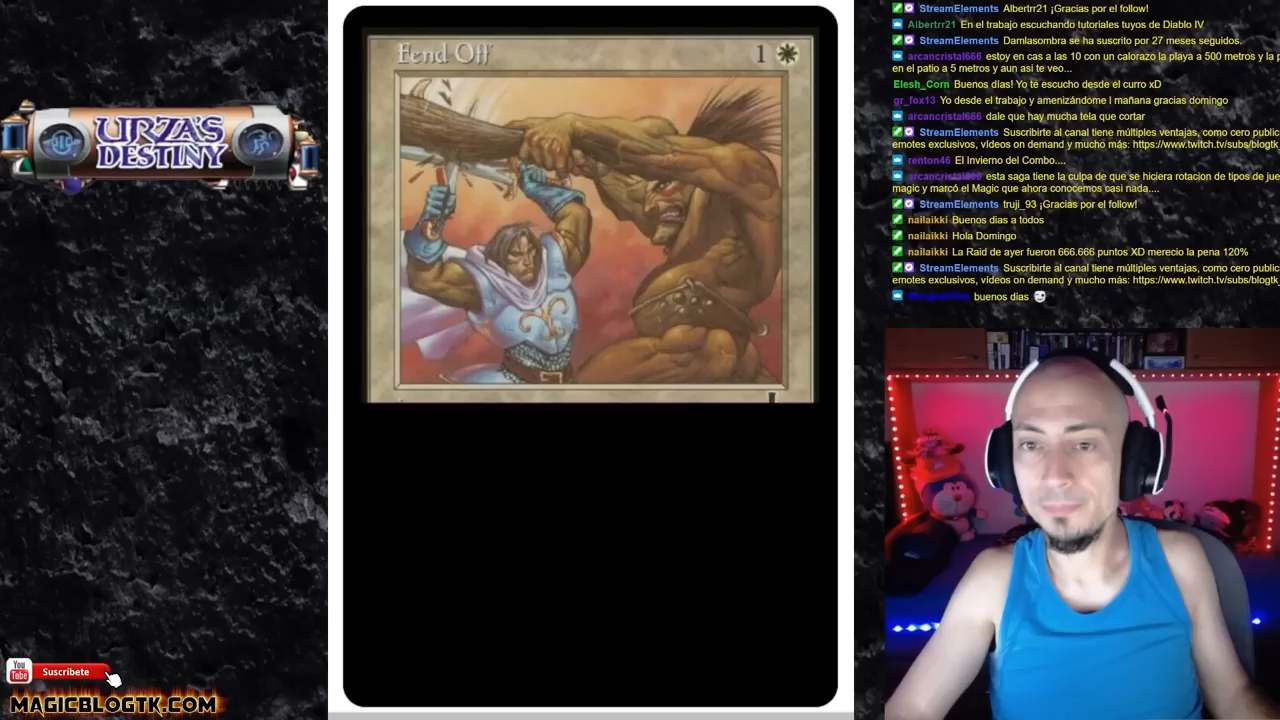 Fend Off
1
URZA'S
DESTINY
StreamElements Albertrr21 ¡Gracias por el follow!
Albertrr21 En el trabajo escuchando tutoriales tuyos de Diablo IV
StreamElements Damlasombra se ha suscrito por 27 meses seguidos.
arcancristal666 estoy en cas a las 10 con un calorazo la playa a 500 metros y la p
en el patio a 5 metros y aun asi te veo...
Elesh_Corn Buenos días! Yo te escucho desde el curro xD
gr_fox13 Yo desde el trabajo y amenizándome l mañana gracias domingo
arcancristal666 dale que hay mucha tela que cortar
StreamElements Suscribirte al canal tiene múltiples ventajas, como cero public
emotes exclusivos, vídeos on demand y mucho más: https://www.twitch.tv/subs/blogtk_
renton46 El Invierno del Combo....
arcancristal666 esta saga tiene la culpa de que se hiciera rotacion de tipos de jue
magic y marcó el Magic que ahora conocemos casi nada....
StreamElements truji_93 ¡Gracias por el follow!
nailaikki Buenos dias a todos
nailaikki Hola Domingo
nailaikki La Raid de ayer fueron 666.666 puntos XD merecio la pena 120%
StreamElements Suscribirte al canal tiene múltiples ventajas, como cero public
emotes exclusivos, vídeos on demand y mucho más: https://www.twitch.tv/subs/blogtk_
buenos dias
You
Tube
Suscríbete
MAGICBLOGTK.COM